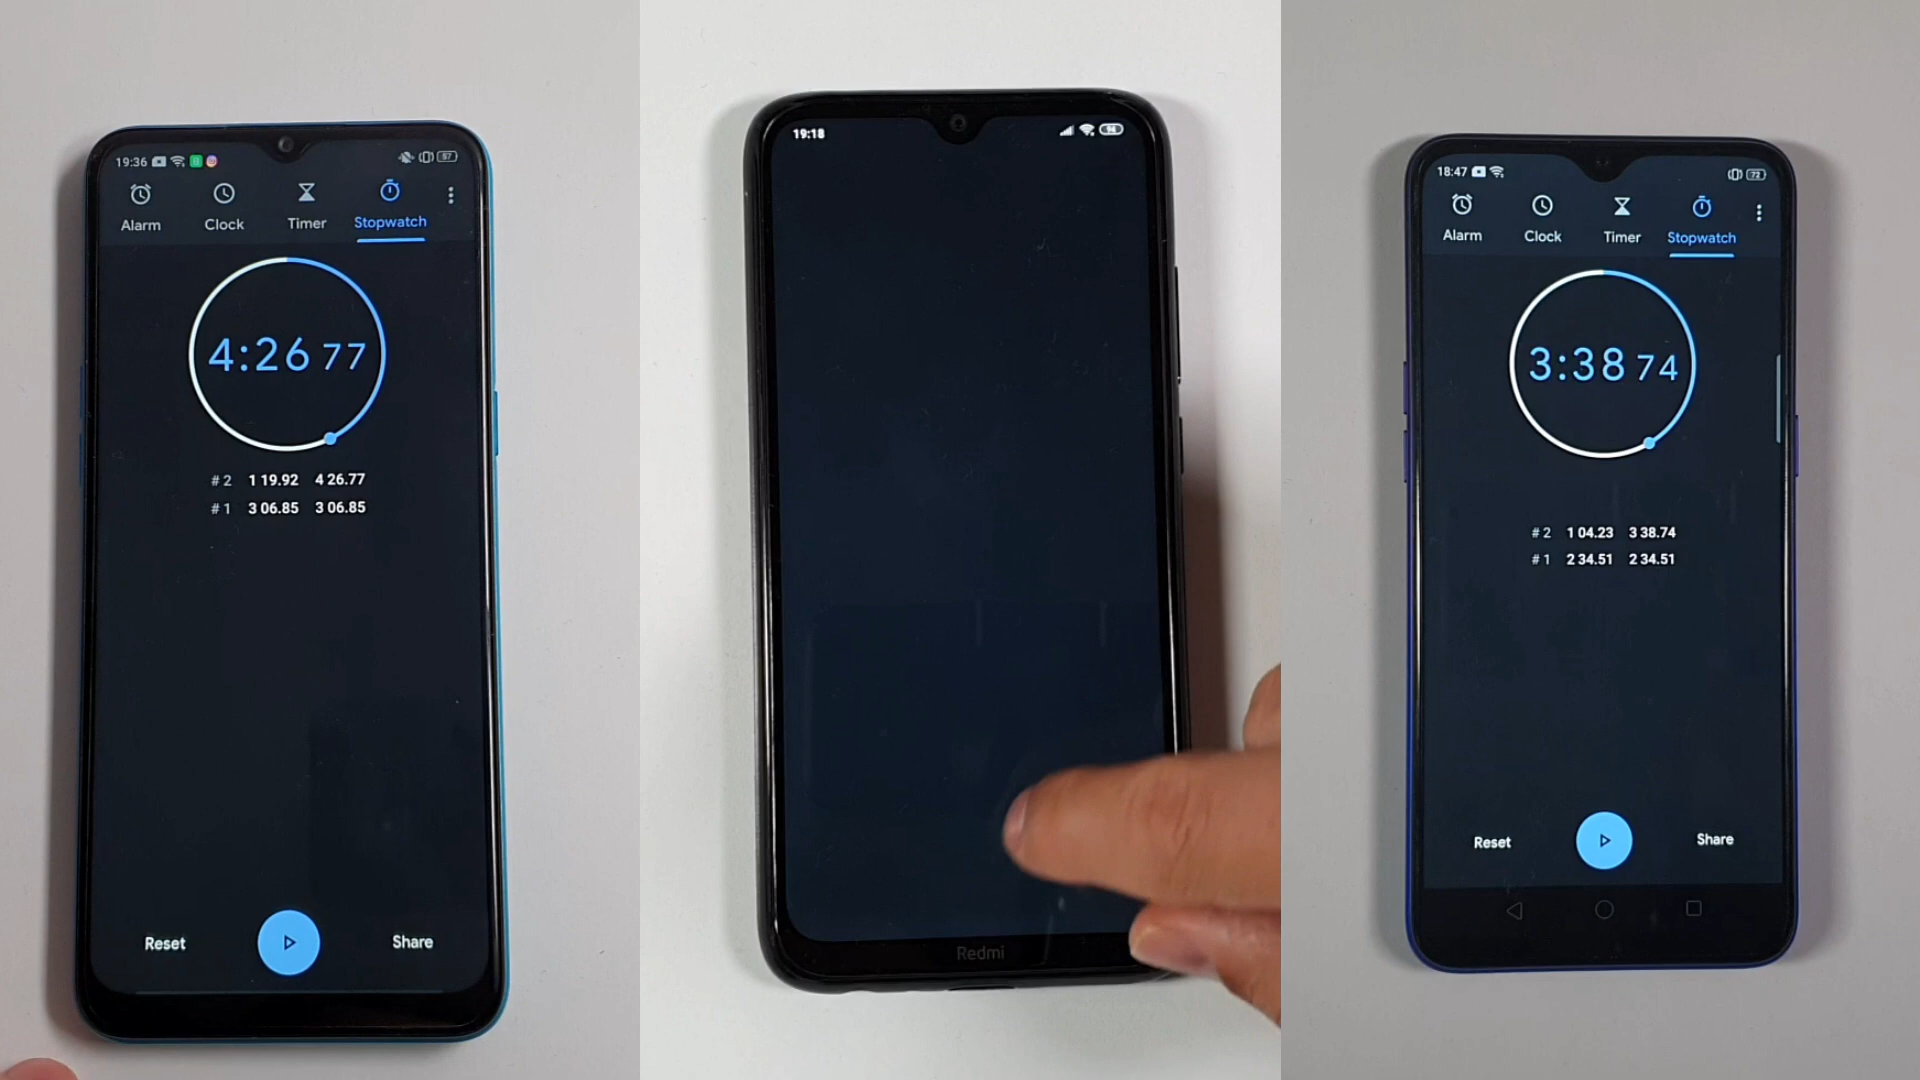 19:36
97
Alarm Clock Timer Stopwatch
4:26 77
# 2 1 19.92 4 26.77
# 1 3 06.85 3 06.85
Reset Share
19:18
Redmi
18:47
72
Alarm Clock Timer Stopwatch
3:38 74
# 2 1 04.23 3 38.74
# 1 2 34.51 2 34.51
Reset Share